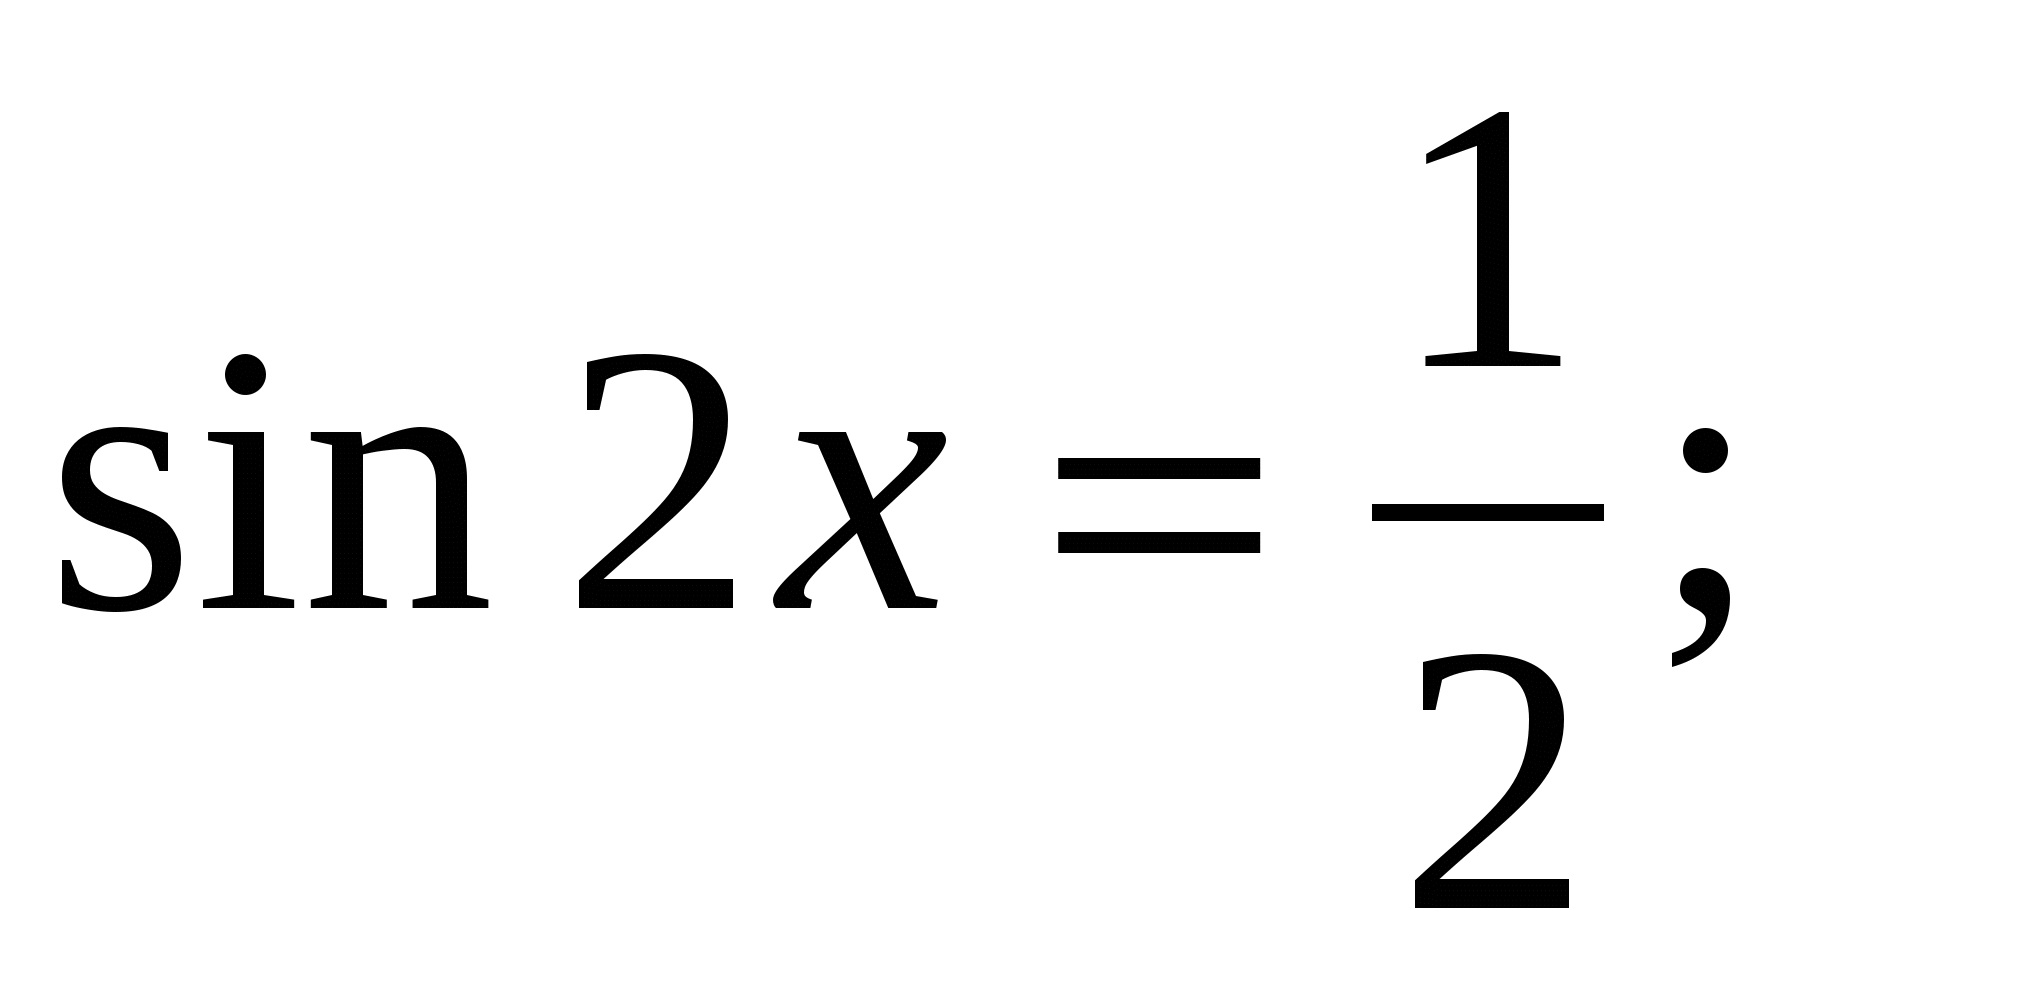 sin 2x = 1/2;